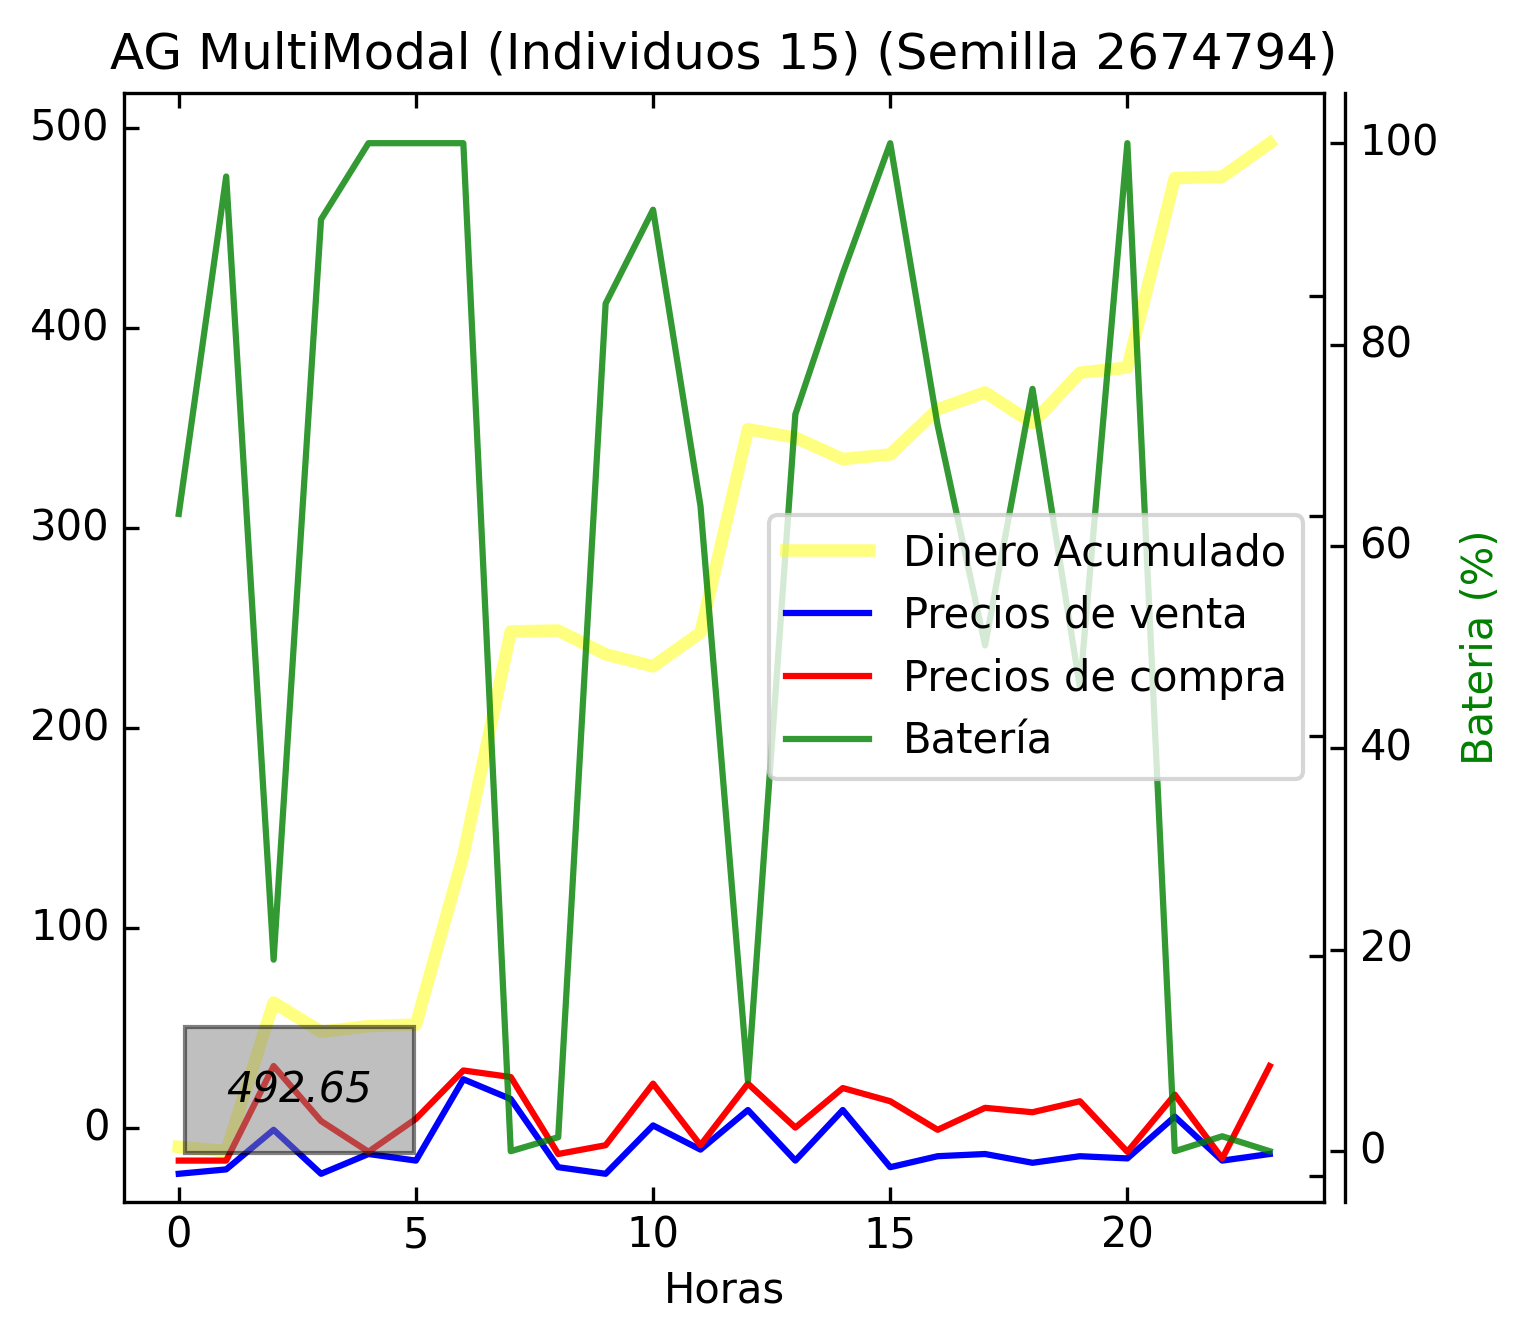 AG MultiModal (Individuos 15) (Semilla 2674794)
500
400
300
200
100
0
100
80
60
40
20
0
Bateria (%)
Dinero Acumulado
Precios de venta
Precios de compra
Batería
492.65
0 5 10 15 20
Horas